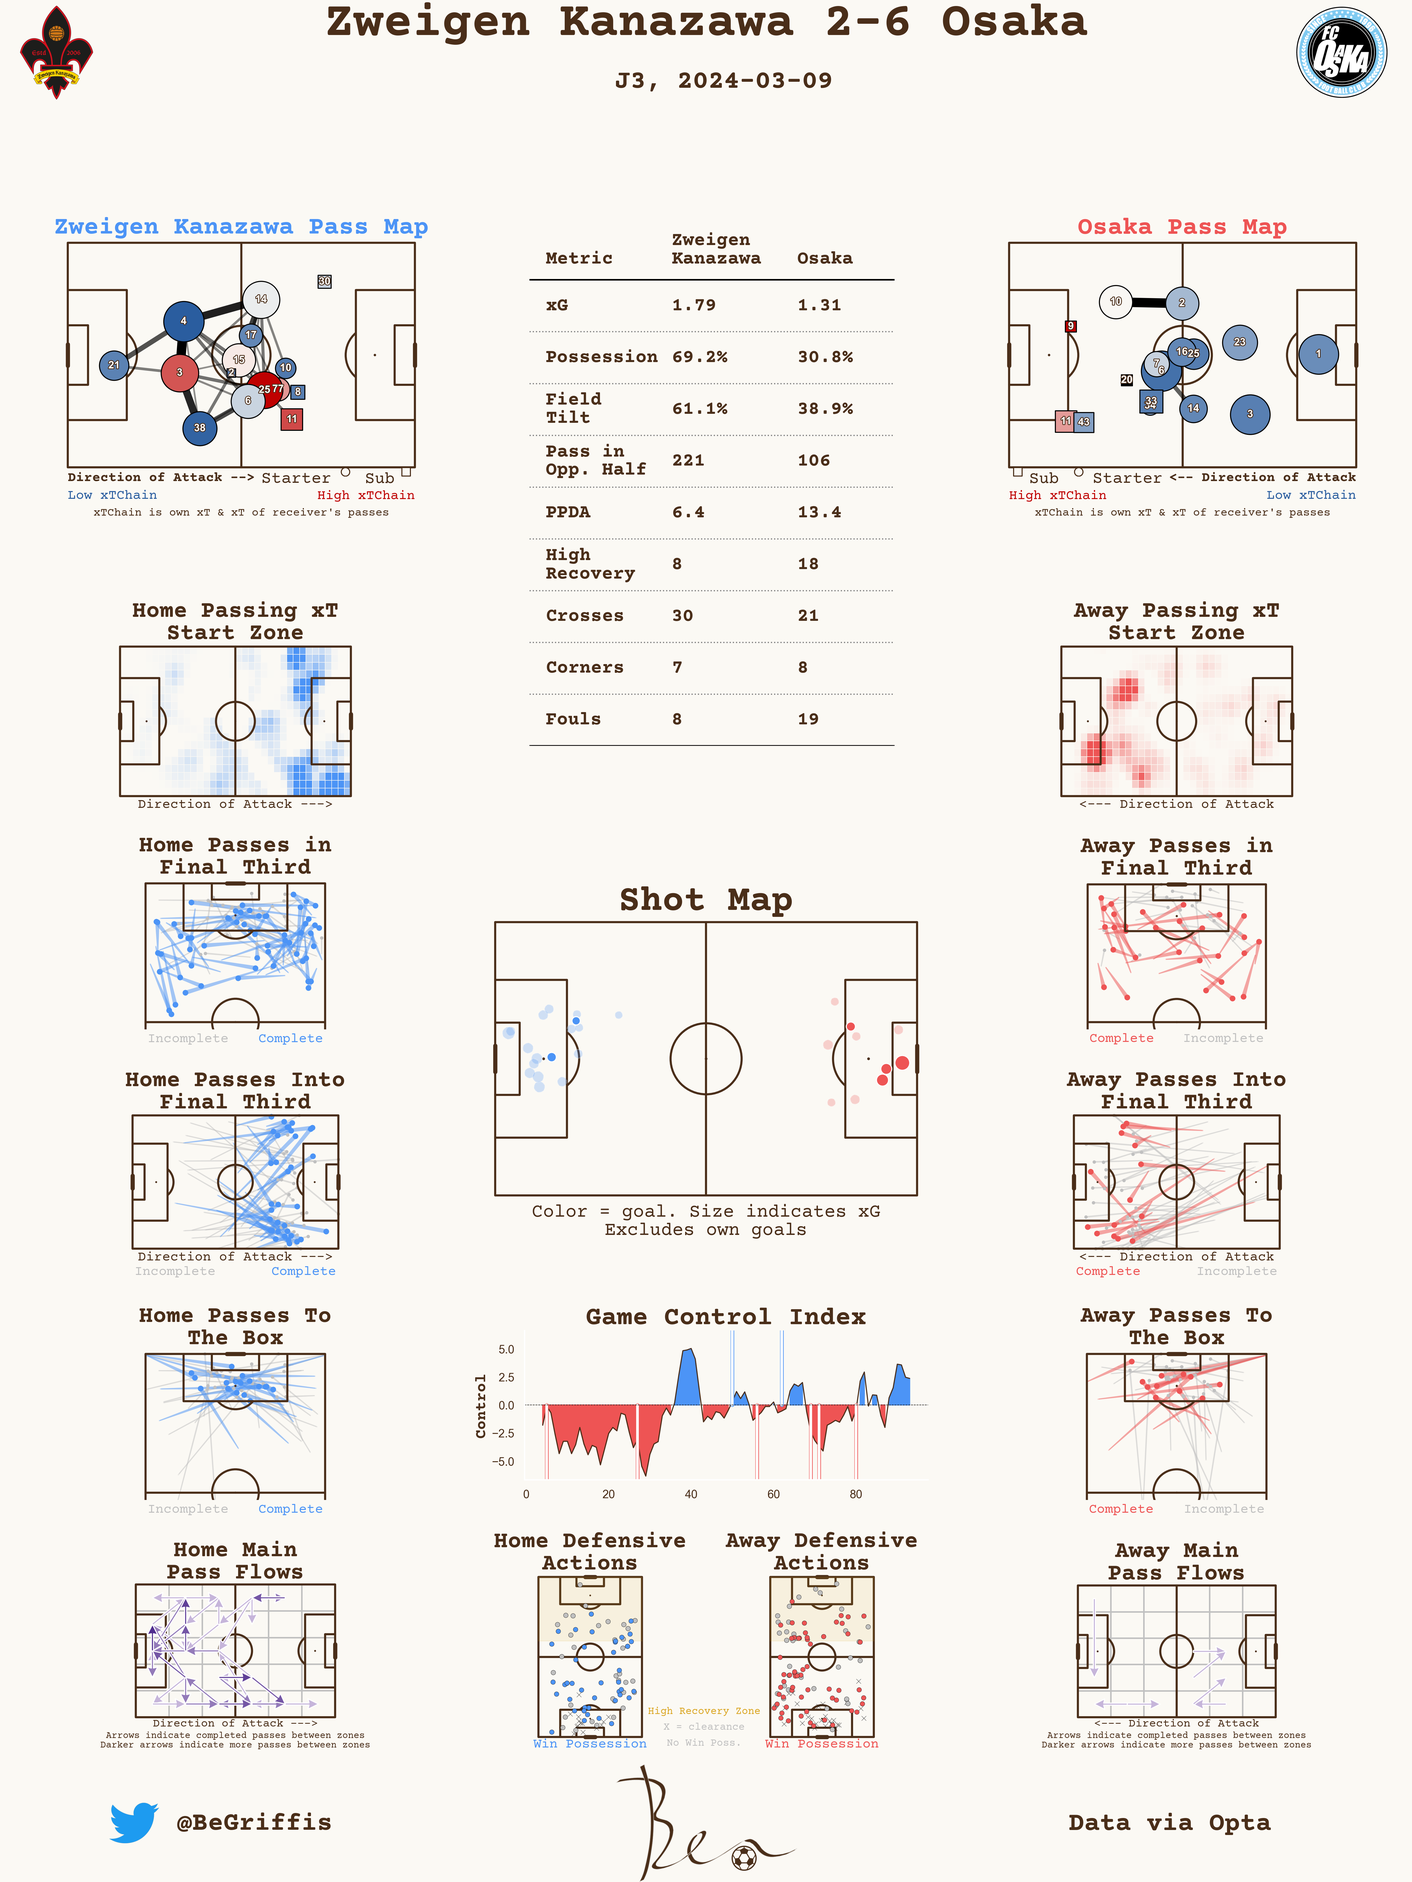 Zweigen Kanazawa 2-6 Osaka
J3, 2024-03-09
Zweigen Kanazawa
FC
OSAKA
Zweigen Kanazawa Pass Map
30
14
4
17
15
21
3
2
10
25
77
8
6
11
38
Direction of Attack --> Starter Sub
Low xTChain High xTChain
xTChain is own xT & xT of receiver's passes
Metric Zweigen Kanazawa Osaka
xG 1.79 1.31
Possession 69.2% 30.8%
Field Tilt 61.1% 38.9%
Pass in Opp. Half 221 106
PPDA 6.4 13.4
High Recovery 8 18
Crosses 30 21
Corners 7 8
Fouls 8 19
Osaka Pass Map
10
2
9
23
16
25
1
7
6
20
33
14
3
11
43
Sub Starter <-- Direction of Attack
High xTChain Low xTChain
xTChain is own xT & xT of receiver's passes
Home Passing xT
Start Zone
Direction of Attack --->
Away Passing xT
Start Zone
<--- Direction of Attack
Home Passes in
Final Third
Incomplete Complete
Away Passes in
Final Third
Complete Incomplete
Shot Map
Color = goal. Size indicates xG
Excludes own goals
Home Passes Into
Final Third
Direction of Attack --->
Incomplete Complete
Away Passes Into
Final Third
<--- Direction of Attack
Complete Incomplete
Home Passes To
The Box
Incomplete Complete
Game Control Index
Control
5.0
2.5
0.0
−2.5
−5.0
0 20 40 60 80
Away Passes To
The Box
Complete Incomplete
Home Main
Pass Flows
Direction of Attack --->
Arrows indicate completed passes between zones
Darker arrows indicate more passes between zones
Home Defensive
Actions
Win Possession
High Recovery Zone
X = clearance
No Win Poss.
Away Defensive
Actions
Win Possession
Away Main
Pass Flows
<--- Direction of Attack
Arrows indicate completed passes between zones
Darker arrows indicate more passes between zones
@BeGriffis
Ben
Data via Opta